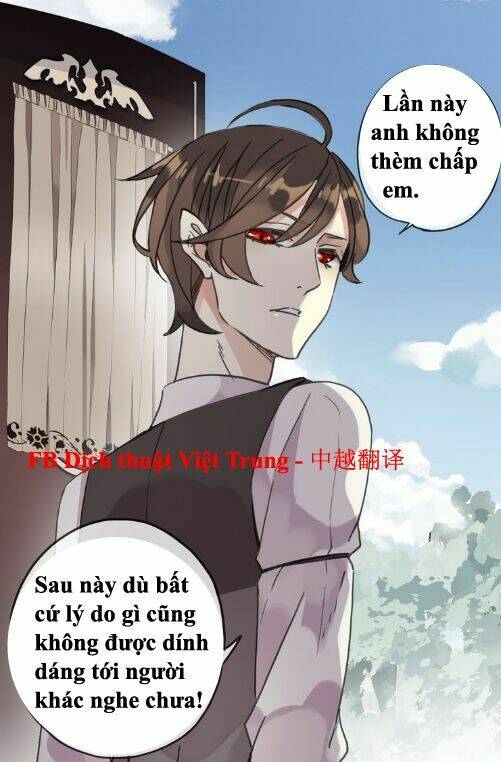 Lần này
anh không
thèm chấp
em.
FB Dịch thuật Việt Trung - 中越翻译
Sau này dù bất
cứ lý do gì cũng
không được dính
dáng tới người
khác nghe chưa!